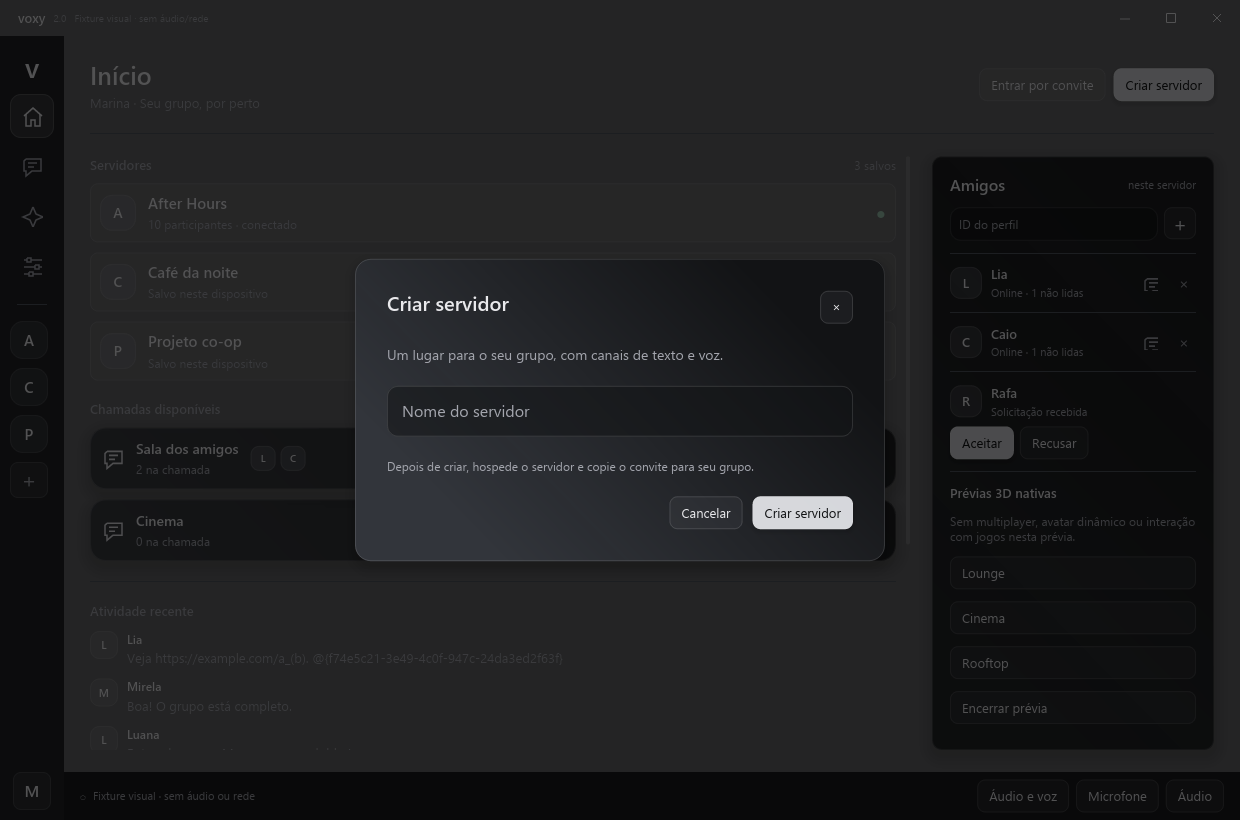 voxy 2.0 Fixture visual · sem áudio/rede
V
Início
Marina · Seu grupo, por perto
Entrar por convite
Criar servidor
Servidores
3 salvos
A
After Hours
10 participantes · conectado
C
Café da noite
Salvo neste dispositivo
P
Projeto co-op
Salvo neste dispositivo
Chamadas disponíveis
Sala dos amigos
2 na chamada
L
C
Cinema
0 na chamada
Atividade recente
L
Lia
Veja https://example.com/a_(b). @{f74e5c21-3e49-4c0f-947c-24da3ed2f63f}
M
Mirela
Boa! O grupo está completo.
L
Luana
A
C
P
+
M
Criar servidor
×
Um lugar para o seu grupo, com canais de texto e voz.
Nome do servidor
Depois de criar, hospede o servidor e copie o convite para seu grupo.
Cancelar
Criar servidor
Amigos
neste servidor
ID do perfil
+
L
Lia
Online · 1 não lidas
×
C
Caio
Online · 1 não lidas
×
R
Rafa
Solicitação recebida
Aceitar
Recusar
Prévias 3D nativas
Sem multiplayer, avatar dinâmico ou interação
com jogos nesta prévia.
Lounge
Cinema
Rooftop
Encerrar prévia
Fixture visual · sem áudio ou rede
Áudio e voz
Microfone
Áudio